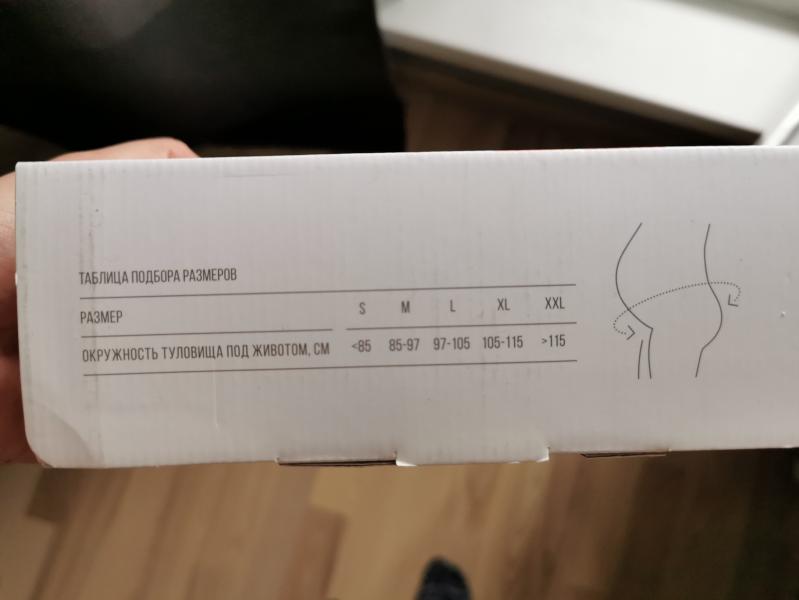 ТАБЛИЦА ПОДБОРА РАЗМЕРОВ
РАЗМЕР S M L XL XXL
ОКРУЖНОСТЬ ТУЛОВИЩА ПОД ЖИВОТОМ, СМ <85 85-97 97-105 105-115 >115